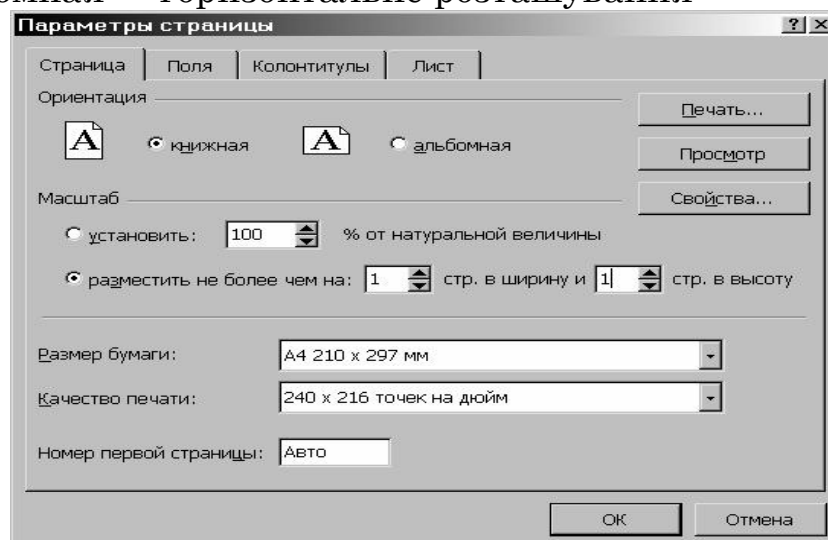 горизонтальне розташування
Параметры страницы
Страница Поля Колонтитулы Лист
Ориентация
Печать...
A книжная A альбомная
Просмотр
Масштаб
Свойства...
установить: 100 % от натуральной величины
разместить не более чем на: 1 стр. в ширину и 1 стр. в высоту
Размер бумаги: A4 210 x 297 мм
Качество печати: 240 x 216 точек на дюйм
Номер первой страницы: Авто
ОК Отмена